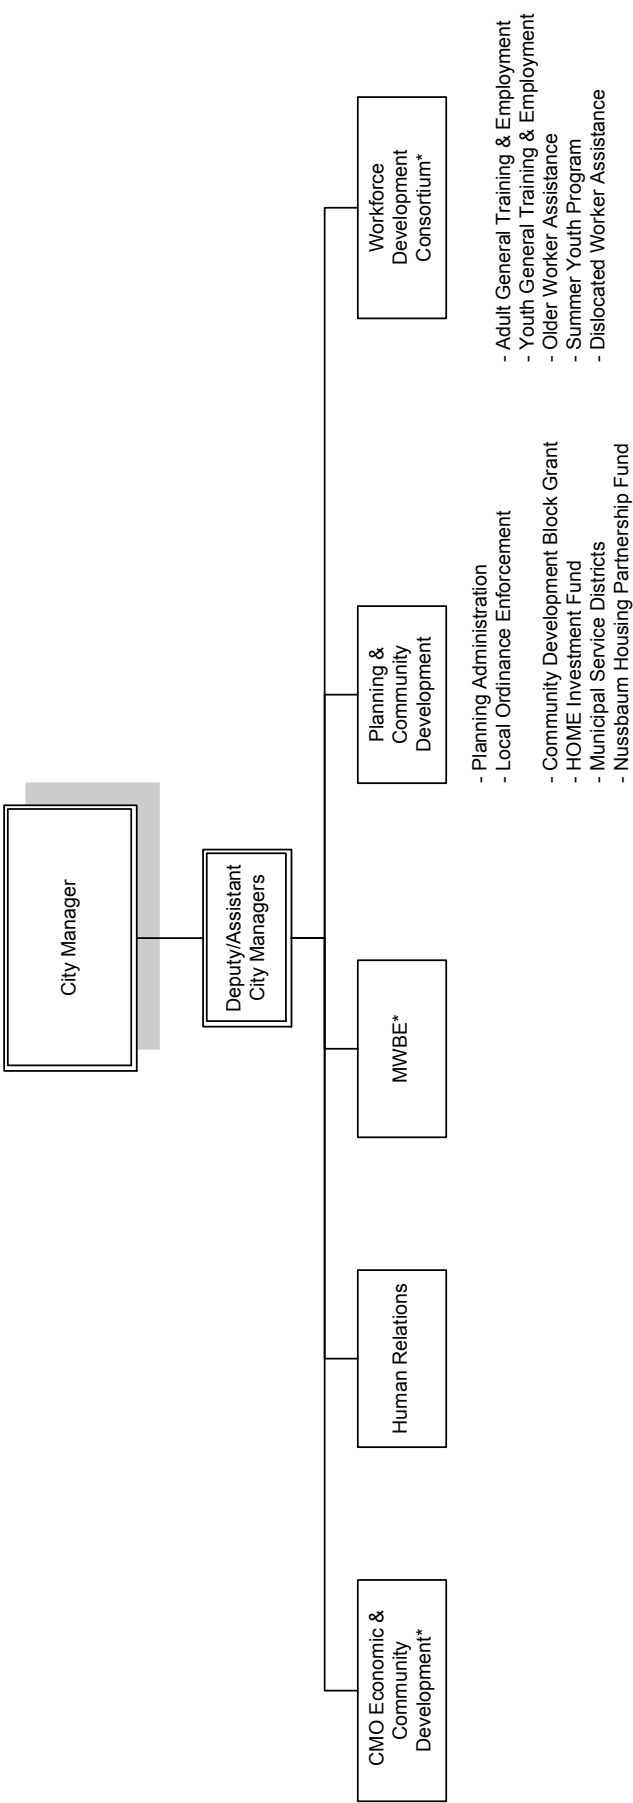 City Manager
Deputy/Assistant
City Managers
CMO Economic &
Community
Development*
Human Relations
MWBE*
Planning &
Community
Development
Workforce
Development
Consortium*
- Planning Administration
- Local Ordinance Enforcement
- Community Development Block Grant
- HOME Investment Fund
- Municipal Service Districts
- Nussbaum Housing Partnership Fund
- Adult General Training & Employment
- Youth General Training & Employment
- Older Worker Assistance
- Summer Youth Program
- Dislocated Worker Assistance